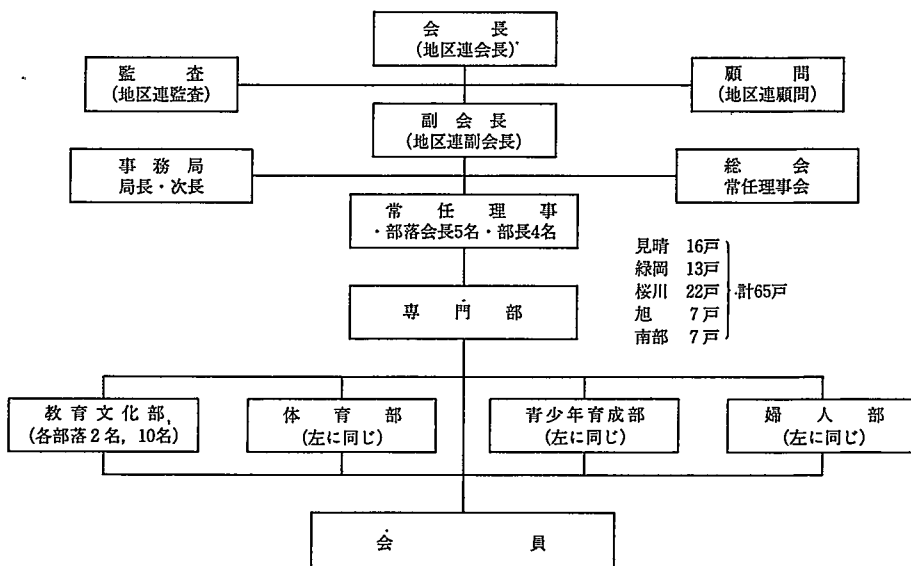 会長
(地区連会長)
監査
(地区連監査)
顧問
(地区連顧問)
副会長
(地区連副会長)
事務局
局長・次長
総会
常任理事会
常任理事
・部落会長5名・部長4名
見晴 16戸
緑岡 13戸
桜川 22戸
旭 7戸
南部 7戸
計65戸
専門部
教育文化部
(各部落2名，10名)
体育部
(左に同じ)
青少年育成部
(左に同じ)
婦人部
(左に同じ)
会員